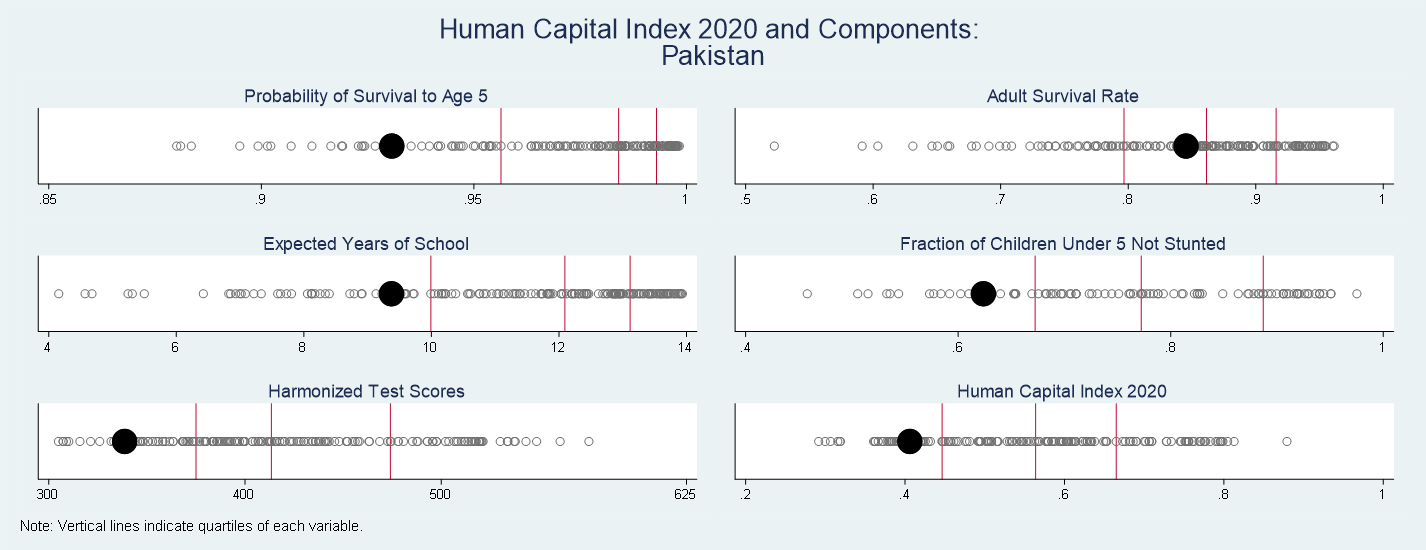 Human Capital Index 2020 and Components:
Pakistan
Probability of Survival to Age 5
.85 .9 .95 1
Adult Survival Rate
.5 .6 .7 .8 .9 1
Expected Years of School
4 6 8 10 12 14
Fraction of Children Under 5 Not Stunted
.4 .6 .8 1
Harmonized Test Scores
300 400 500 625
Human Capital Index 2020
.2 .4 .6 .8 1
Note: Vertical lines indicate quartiles of each variable.